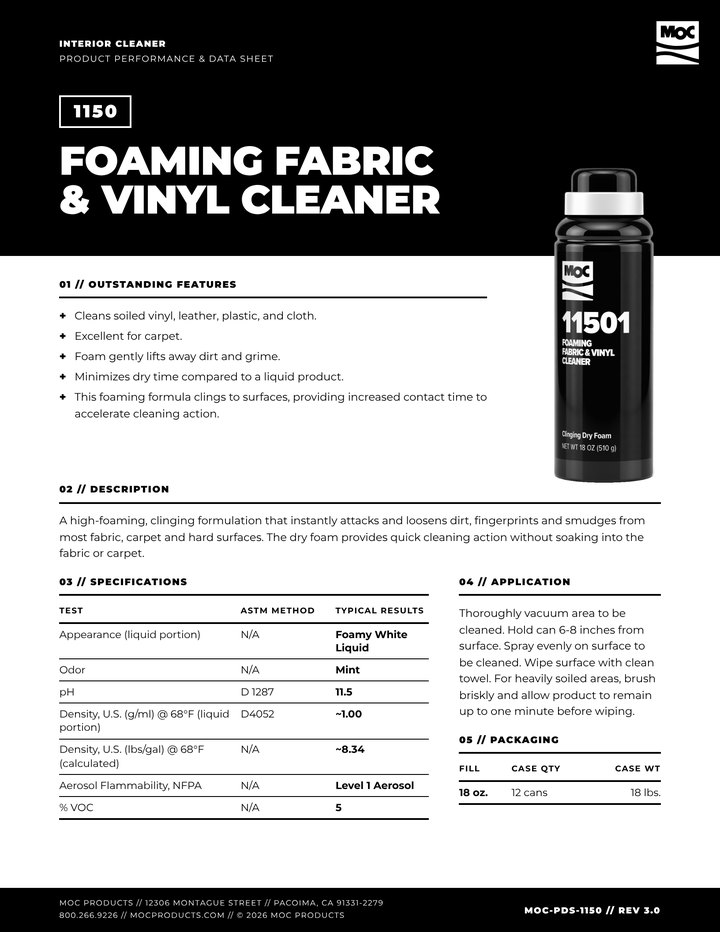 INTERIOR CLEANER
PRODUCT PERFORMANCE & DATA SHEET
MOC
1150
FOAMING FABRIC
& VINYL CLEANER
01 // OUTSTANDING FEATURES
+ Cleans soiled vinyl, leather, plastic, and cloth.
+ Excellent for carpet.
+ Foam gently lifts away dirt and grime.
+ Minimizes dry time compared to a liquid product.
+ This foaming formula clings to surfaces, providing increased contact time to
accelerate cleaning action.
MOC
11501
FOAMING
FABRIC & VINYL
CLEANER
Clinging Dry Foam
NET WT 18 OZ (510 g)
02 // DESCRIPTION
A high-foaming, clinging formulation that instantly attacks and loosens dirt, fingerprints and smudges from
most fabric, carpet and hard surfaces. The dry foam provides quick cleaning action without soaking into the
fabric or carpet.
03 // SPECIFICATIONS
TEST ASTM METHOD TYPICAL RESULTS
Appearance (liquid portion) N/A Foamy White
Liquid
Odor N/A Mint
pH D 1287 11.5
Density, U.S. (g/ml) @ 68°F (liquid D4052 ~1.00
portion)
Density, U.S. (lbs/gal) @ 68°F N/A ~8.34
(calculated)
Aerosol Flammability, NFPA N/A Level 1 Aerosol
% VOC N/A 5
04 // APPLICATION
Thoroughly vacuum area to be
cleaned. Hold can 6-8 inches from
surface. Spray evenly on surface to
be cleaned. Wipe surface with clean
towel. For heavily soiled areas, brush
briskly and allow product to remain
up to one minute before wiping.
05 // PACKAGING
FILL CASE QTY CASE WT
18 oz. 12 cans 18 lbs.
MOC PRODUCTS // 12306 MONTAGUE STREET // PACOIMA, CA 91331-2279
800.266.9226 // MOCPRODUCTS.COM // © 2026 MOC PRODUCTS
MOC-PDS-1150 // REV 3.0